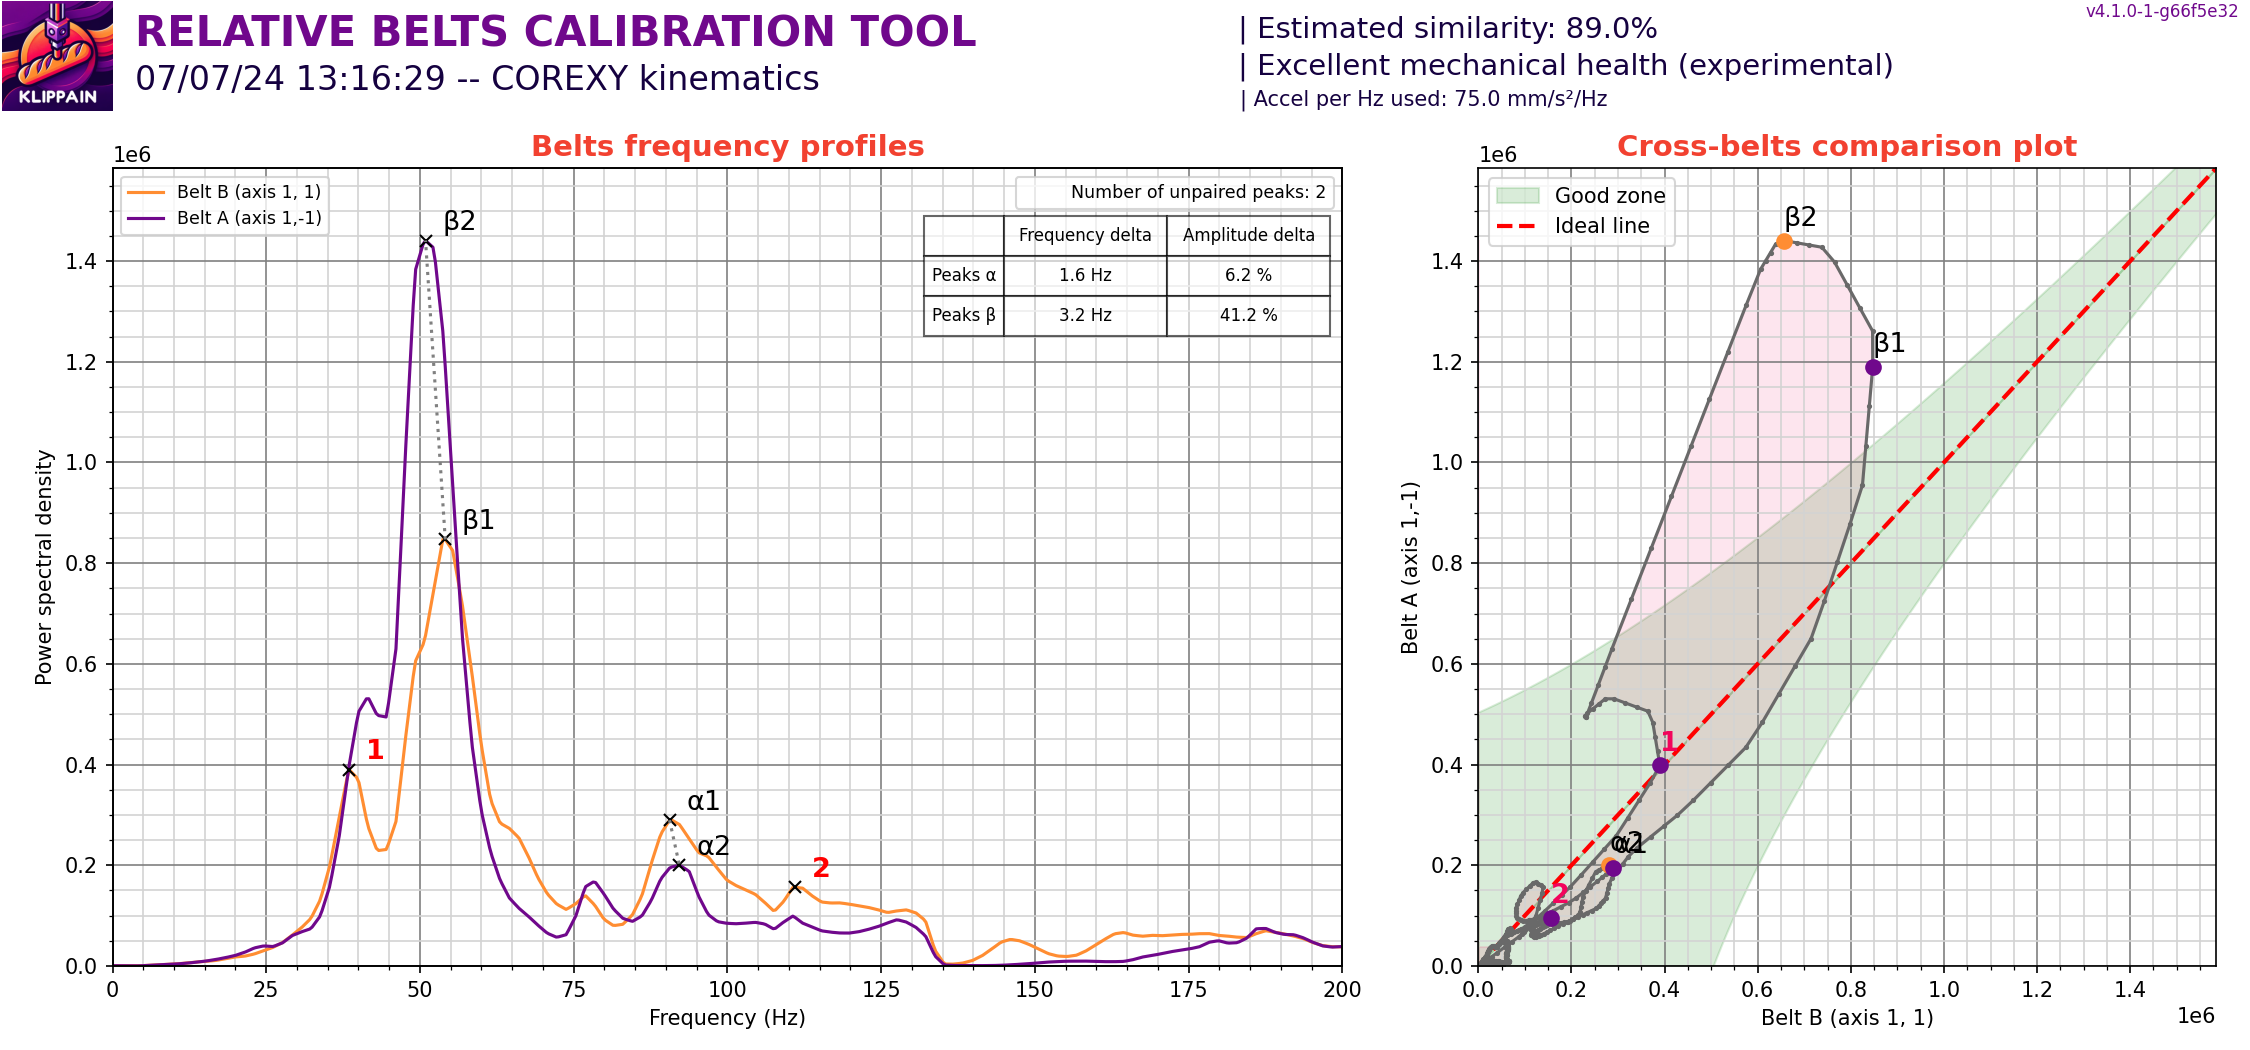 KLIPPAIN
RELATIVE BELTS CALIBRATION TOOL
07/07/24 13:16:29 -- COREXY kinematics
| Estimated similarity: 89.0%
| Excellent mechanical health (experimental)
| Accel per Hz used: 75.0 mm/s²/Hz
v4.1.0-1-g66f5e32
Belts frequency profiles
1e6
Belt B (axis 1, 1)
Belt A (axis 1,-1)
Number of unpaired peaks: 2
Frequency delta Amplitude delta
Peaks α 1.6 Hz 6.2 %
Peaks β 3.2 Hz 41.2 %
β2
β1
1
α1
α2
2
Power spectral density
1.4
1.2
1.0
0.8
0.6
0.4
0.2
0.0
0 25 50 75 100 125 150 175 200
Frequency (Hz)
Cross-belts comparison plot
1e6
Good zone
Ideal line
β2
β1
1
α2
α1
2
Belt A (axis 1,-1)
1.4
1.2
1.0
0.8
0.6
0.4
0.2
0.0
0.0 0.2 0.4 0.6 0.8 1.0 1.2 1.4
Belt B (axis 1, 1)
1e6